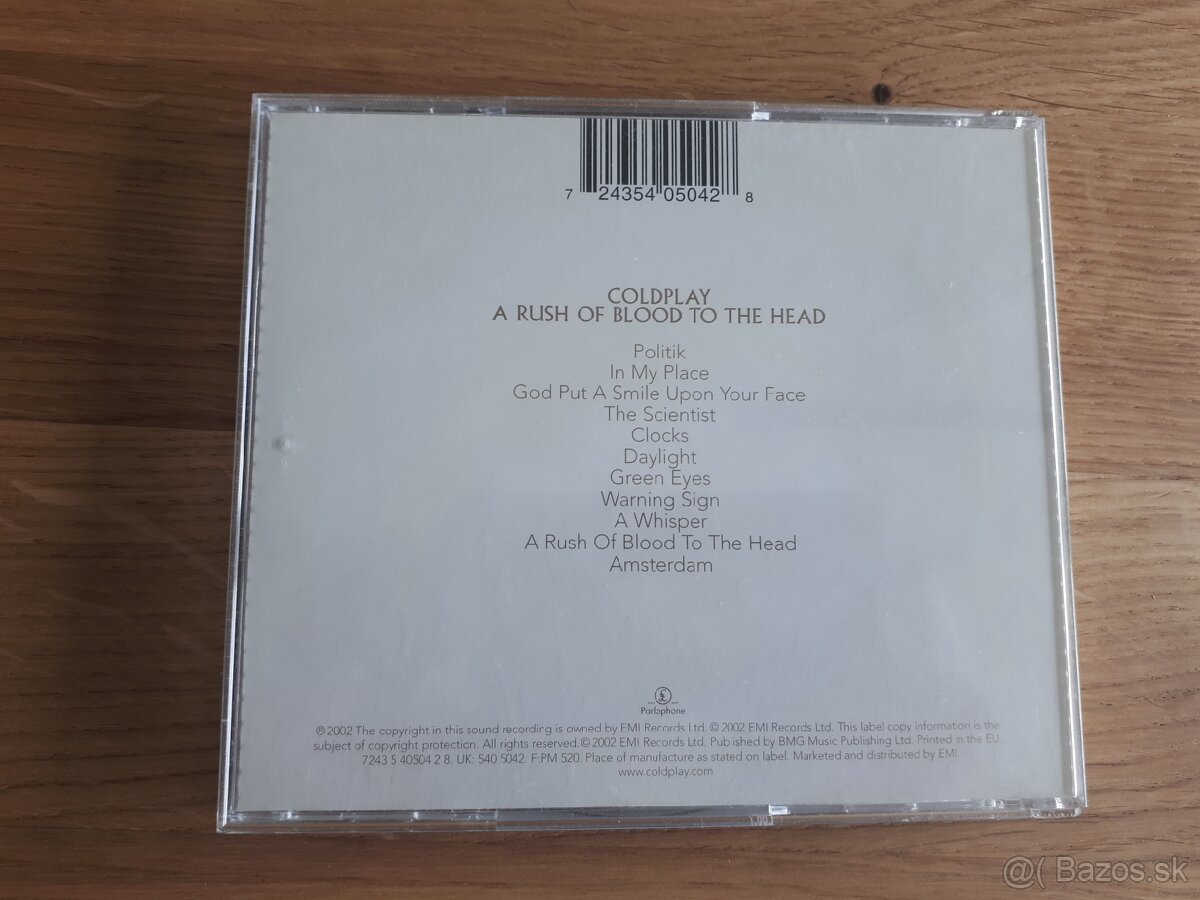 7 24354 05042 8
COLDPLAY
A RUSH OF BLOOD TO THE HEAD
Politik
In My Place
God Put A Smile Upon Your Face
The Scientist
Clocks
Daylight
Green Eyes
Warning Sign
A Whisper
A Rush Of Blood To The Head
Amsterdam
£
Parlophone
℗ 2002 The copyright in this sound recording is owned by EMI Records Ltd. © 2002 EMI Records Ltd. This label copy information is the
subject of copyright protection. All rights reserved. © 2002 EMI Records Ltd. Published by BMG Music Publishing Ltd. Printed in the EU.
7243 5 40504 2 8. UK: 540 5042. F:PM 520. Place of manufacture as stated on label. Marketed and distributed by EMI.
www.coldplay.com
@( Bazos.sk